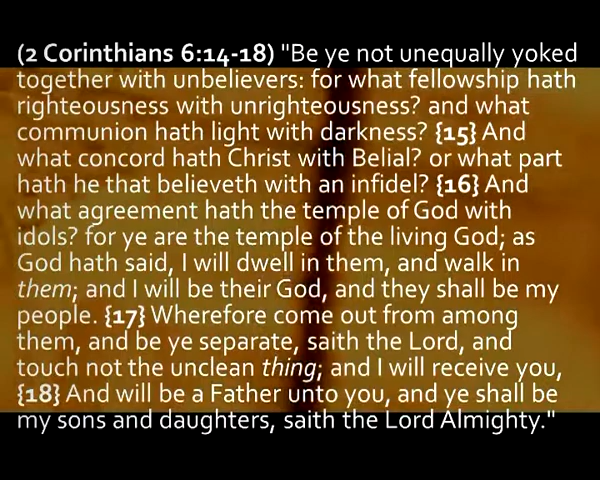 (2 Corinthians 6:14-18) "Be ye not unequally yoked
together with unbelievers: for what fellowship hath
righteousness with unrighteousness? and what
communion hath light with darkness? {15} And
what concord hath Christ with Belial? or what part
hath he that believeth with an infidel? {16} And
what agreement hath the temple of God with
idols? for ye are the temple of the living God; as
God hath said, I will dwell in them, and walk in
them; and I will be their God, and they shall be my
people. {17} Wherefore come out from among
them, and be ye separate, saith the Lord, and
touch not the unclean thing; and I will receive you,
{18} And will be a Father unto you, and ye shall be
my sons and daughters, saith the Lord Almighty."